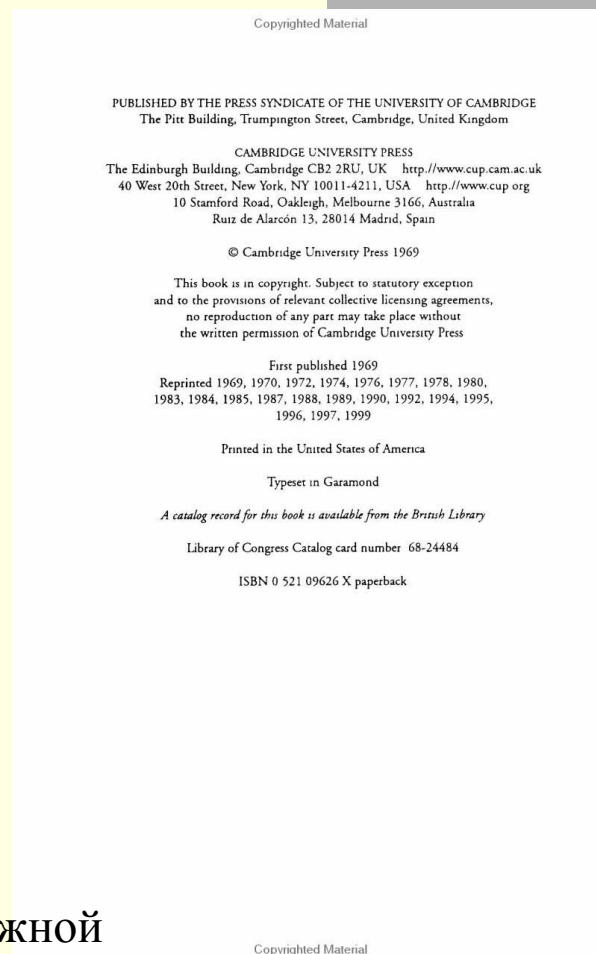 Copyrighted Material
PUBLISHED BY THE PRESS SYNDICATE OF THE UNIVERSITY OF CAMBRIDGE
The Pitt Building, Trumpington Street, Cambridge, United Kingdom
CAMBRIDGE UNIVERSITY PRESS
The Edinburgh Building, Cambridge CB2 2RU, UK http.//www.cup.cam.ac.uk
40 West 20th Street, New York, NY 10011-4211, USA http.//www.cup org
10 Stamford Road, Oakleigh, Melbourne 3166, Australia
Ruiz de Alarcón 13, 28014 Madrid, Spain
© Cambridge University Press 1969
This book is in copyright. Subject to statutory exception
and to the provisions of relevant collective licensing agreements,
no reproduction of any part may take place without
the written permission of Cambridge University Press
First published 1969
Reprinted 1969, 1970, 1972, 1974, 1976, 1977, 1978, 1980,
1983, 1984, 1985, 1987, 1988, 1989, 1990, 1992, 1994, 1995,
1996, 1997, 1999
Printed in the United States of America
Typeset in Garamond
A catalog record for this book is available from the British Library
Library of Congress Catalog card number 68-24484
ISBN 0 521 09626 X paperback
жной
Copyrighted Material